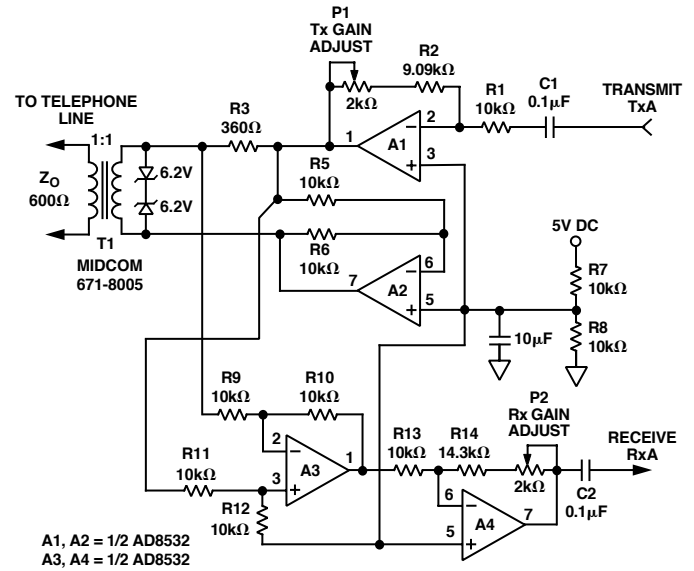 P1
Tx GAIN
ADJUST
2kΩ
R2
9.09kΩ
R1
10kΩ
C1
0.1µF
TRANSMIT
TxA
TO TELEPHONE
LINE
1:1
ZO
600Ω
T1
MIDCOM
671-8005
6.2V
6.2V
R3
360Ω
1
A1
2
3
R5
10kΩ
R6
10kΩ
7
A2
6
5
5V DC
R7
10kΩ
R8
10kΩ
10µF
R9
10kΩ
R10
10kΩ
R11
10kΩ
R12
10kΩ
2
3
A3
1
R13
10kΩ
R14
14.3kΩ
P2
Rx GAIN
ADJUST
2kΩ
6
5
A4
7
C2
0.1µF
RECEIVE
RxA
A1, A2 = 1/2 AD8532
A3, A4 = 1/2 AD8532